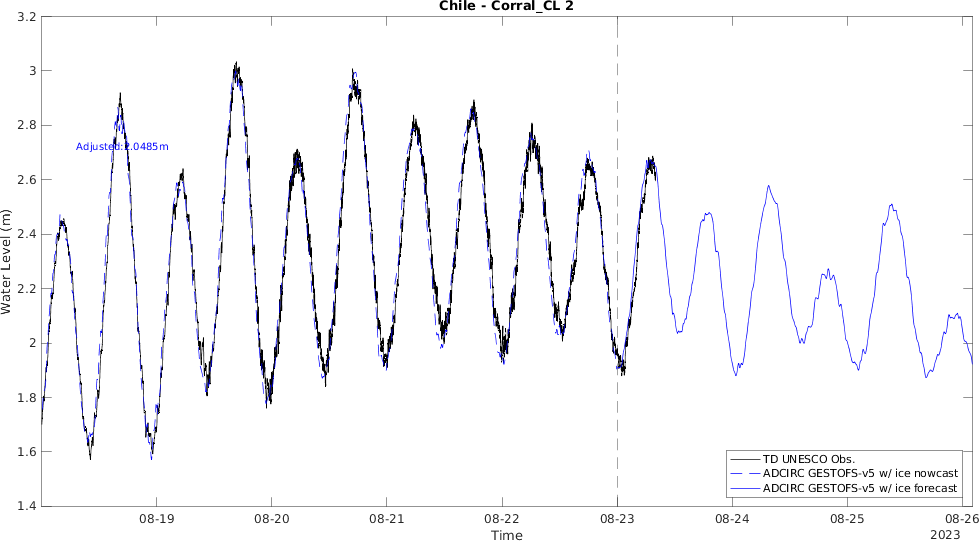 Chile - Corral_CL 2
3.2
3
2.8
2.6
2.4
2.2
2
1.8
1.6
1.4
Water Level (m)
Adjusted:2.0485m
TD UNESCO Obs.
ADCIRC GESTOFS-v5 w/ ice nowcast
ADCIRC GESTOFS-v5 w/ ice forecast
08-19 08-20 08-21 08-22 08-23 08-24 08-25 08-26
Time
2023